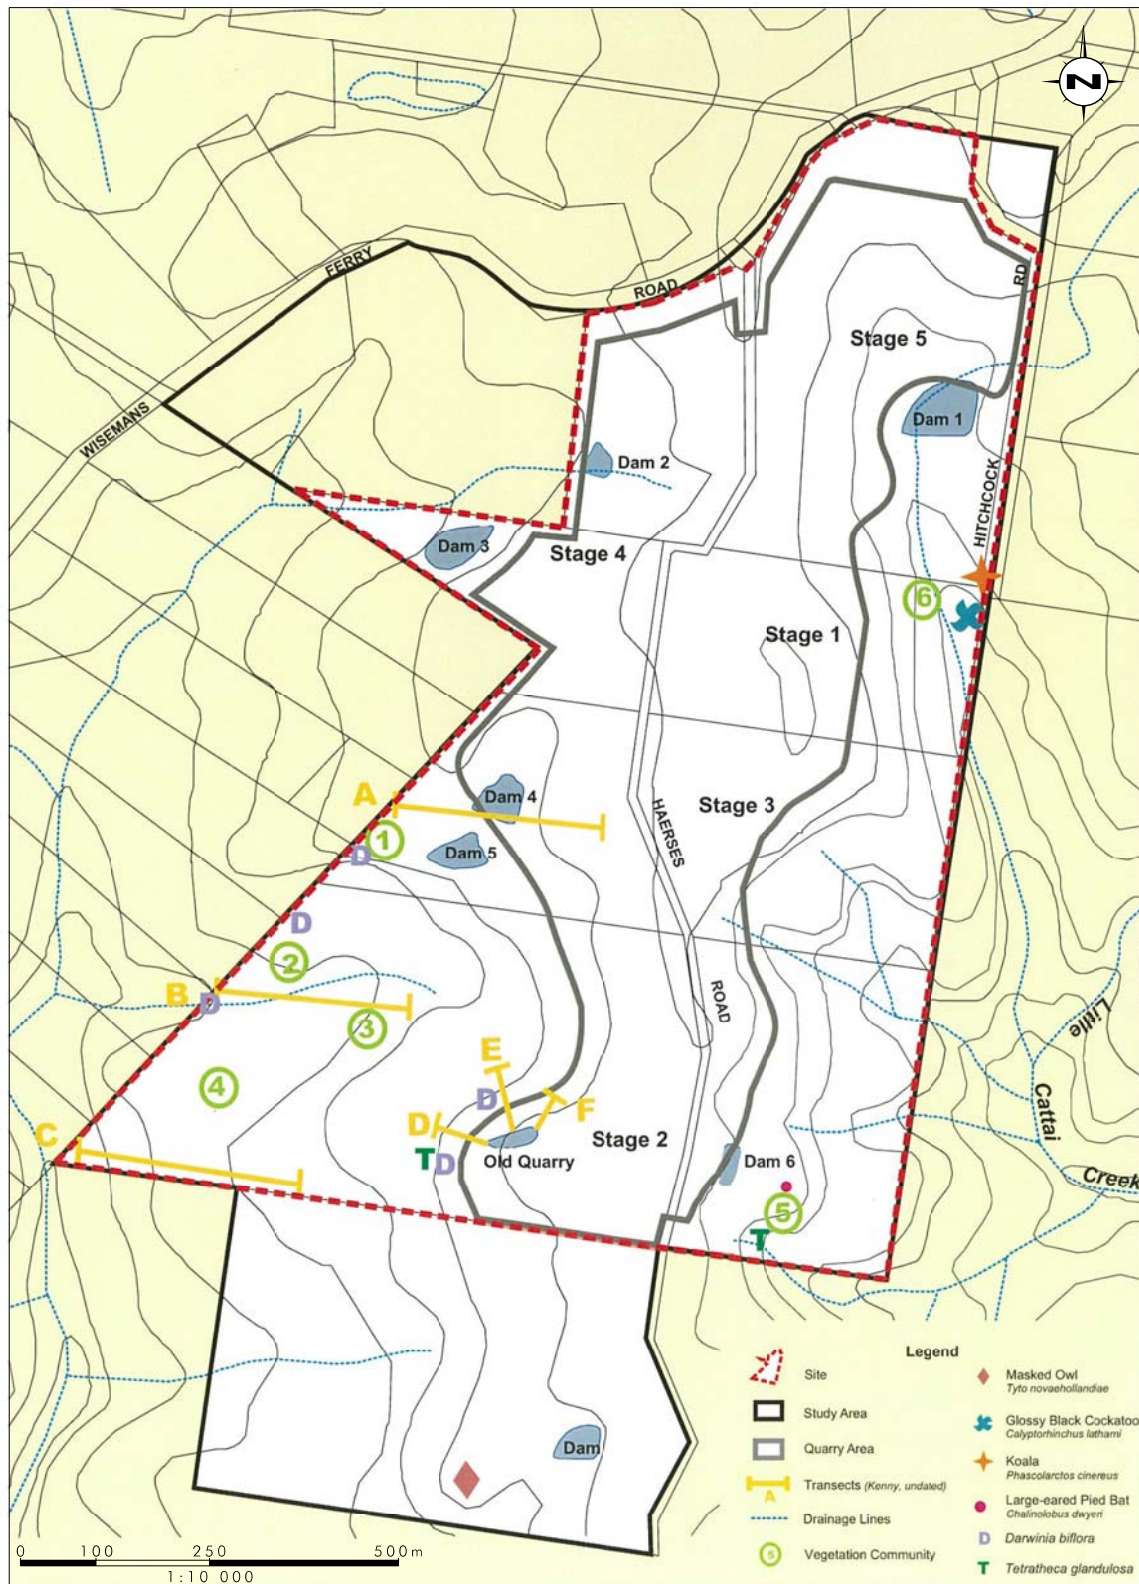 N
FERRY
ROAD
WISEMANS
RD
Stage 5
Dam 1
Dam 2
HITCHCOCK
Dam 3
Stage 4
6
Stage 1
A
Dam 4
Stage 3
HAERSES
1
D
Dam 5
D
2
B
D
3
ROAD
Little
4
E
D
Cattai
C
D
F
Stage 2
T
D
Old Quarry
Dam 6
Creek
5
T
Dam
Legend
Site
Study Area
Quarry Area
Transects (Kenny, undated)
A
Drainage Lines
5
Vegetation Community
Masked Owl
Tyto novaehollandiae
Glossy Black Cockatoo
Calyptorhinchus lathami
Koala
Phascolarctos cinereus
Large-eared Pied Bat
Chalinolobus dwyeri
D
Darwinia biflora
T
Tetratheca glandulosa
0 100 250 500m
1:10 000